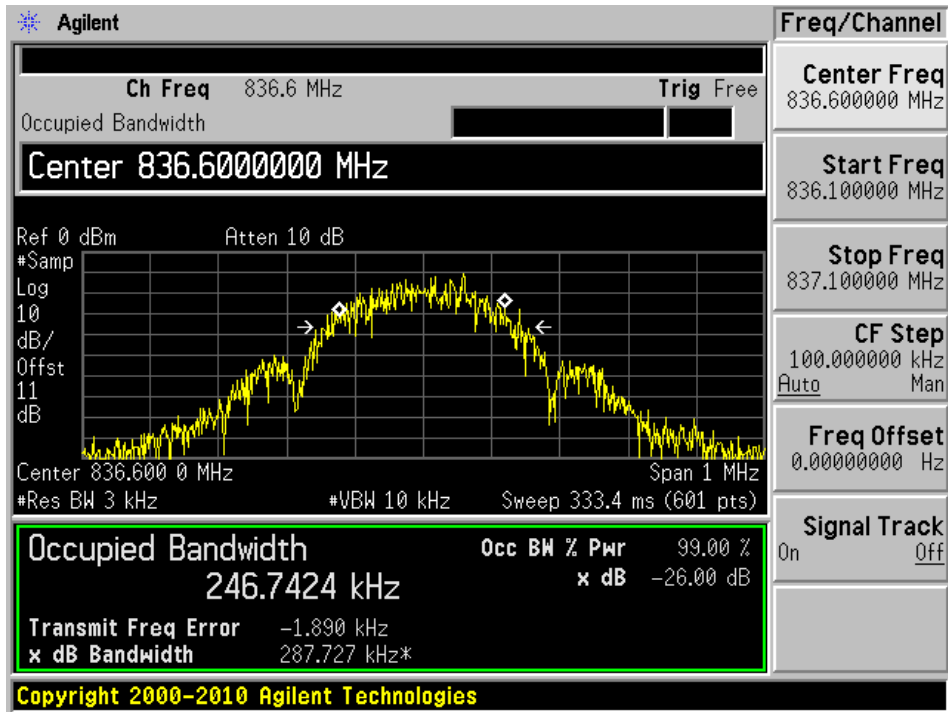 Agilent
Freq/Channel
Ch Freq 836.6 MHz Trig Free
Occupied Bandwidth
Center 836.6000000 MHz
Ref 0 dBm Atten 10 dB
#Samp
Log
10
dB/
Offst
11
dB
Center 836.600 0 MHz Span 1 MHz
#Res BW 3 kHz #VBW 10 kHz Sweep 333.4 ms (601 pts)
Occupied Bandwidth
246.7424 kHz
Occ BW % Pwr 99.00 %
x dB -26.00 dB
Transmit Freq Error -1.890 kHz
x dB Bandwidth 287.727 kHz*
Copyright 2000-2010 Agilent Technologies
Center Freq
836.600000 MHz
Start Freq
836.100000 MHz
Stop Freq
837.100000 MHz
CF Step
100.000000 kHz
Auto Man
Freq Offset
0.00000000 Hz
Signal Track
On Off